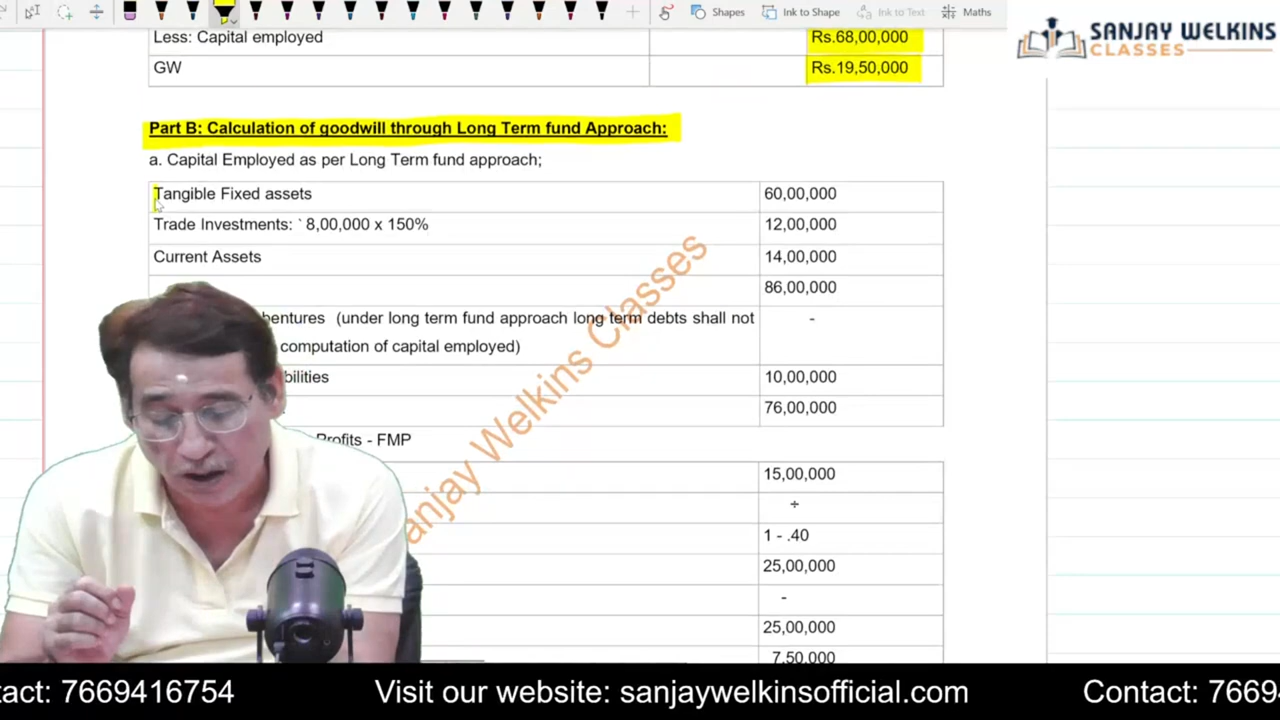 Shapes Ink to Shape Ink to Text Maths
SANJAY WELKINS
CLASSES
Less: Capital employed Rs.68,00,000
GW Rs.19,50,000
Part B: Calculation of goodwill through Long Term fund Approach:
a. Capital Employed as per Long Term fund approach;
Tangible Fixed assets 60,00,000
Trade Investments: ` 8,00,000 x 150% 12,00,000
Current Assets 14,00,000
86,00,000
bentures (under long term fund approach long term debts shall not -
computation of capital employed)
bilities 10,00,000
76,00,000
Profits - FMP
15,00,000
÷
1 - .40
25,00,000
-
25,00,000
7,50,000
anjay Welkins Classes
tact: 7669416754 Visit our website: sanjaywelkinsofficial.com Contact: 7669